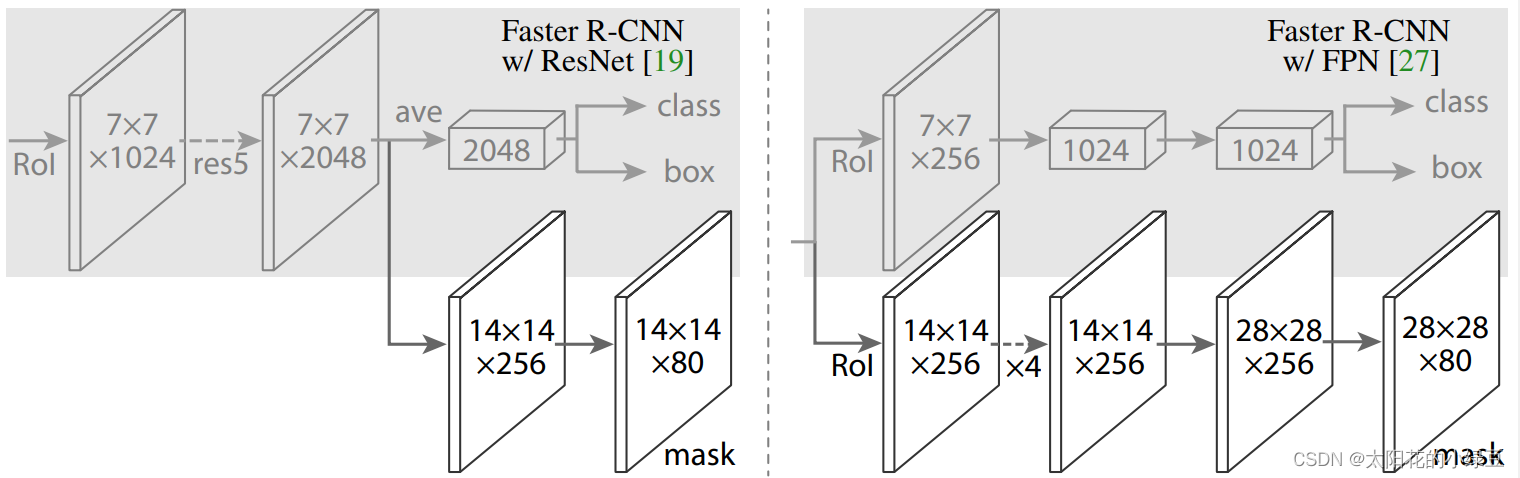 Faster R-CNN
w/ ResNet [19]
RoI
7×7
×1024
res5
7×7
×2048
ave
2048
class
box
14×14
×256
14×14
×80
mask
Faster R-CNN
w/ FPN [27]
RoI
7×7
×256
1024
1024
class
box
RoI
14×14
×256
×4
14×14
×256
28×28
×256
28×28
×80
mask
CSDN @太阳花的小绿豆